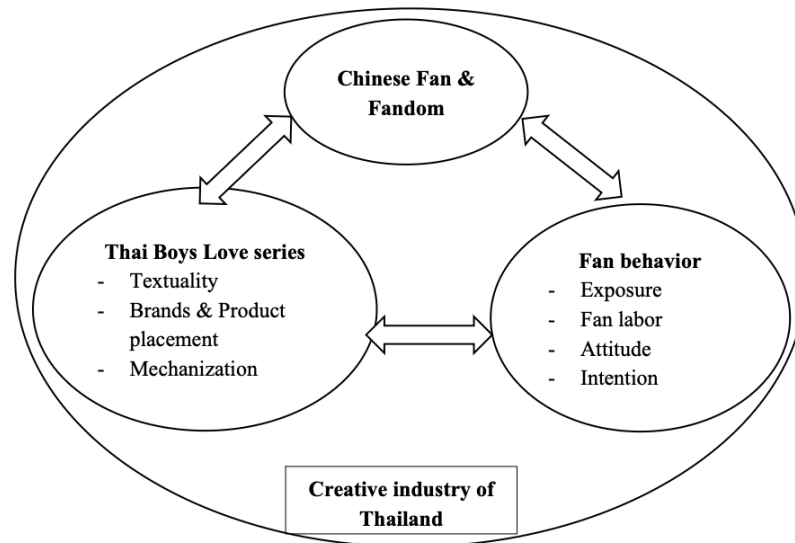 Chinese Fan &
Fandom
Thai Boys Love series
- Textuality
- Brands & Product
placement
- Mechanization
Fan behavior
- Exposure
- Fan labor
- Attitude
- Intention
Creative industry of
Thailand